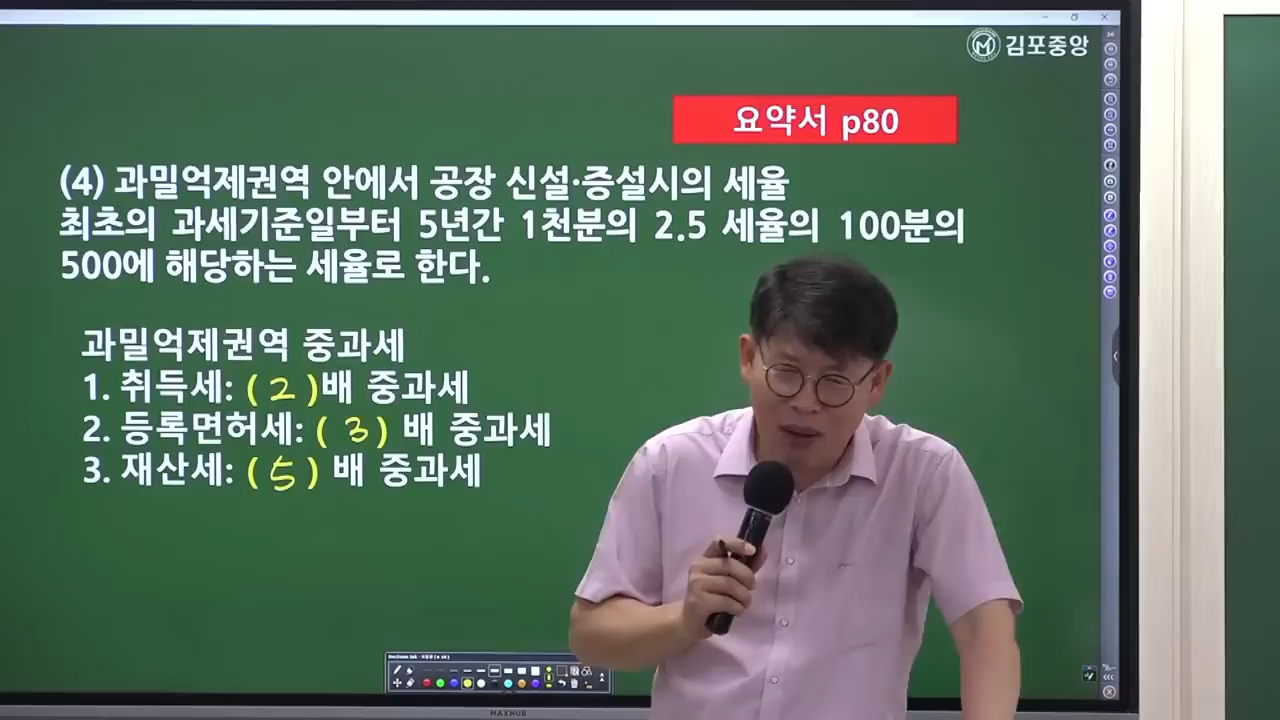 김포중앙
요약서 p80
(4) 과밀억제권역 안에서 공장 신설·증설시의 세율
최초의 과세기준일부터 5년간 1천분의 2.5 세율의 100분의
500에 해당하는 세율로 한다.
과밀억제권역 중과세
1. 취득세: ( 2 )배 중과세
2. 등록면허세: ( 3 ) 배 중과세
3. 재산세: ( 5 ) 배 중과세
MAXHUB